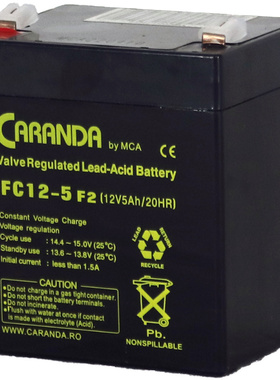 CARANDA
by MCA
Valve Regulated Lead-Acid Battery
FC12-5 F2 (12V5Ah/20HR)
Constant Voltage Charge
Voltage regulation
Cycle use : 14.4 ~ 15.0V (25°C)
Standby use : 13.6 ~ 13.8V (25°C)
Initial current : less than 1.5A
CAUTION:
Do not charge in a gas tight container.
Do not short the battery terminals.
Do not incinerate.
Flush with water at once if contact
is made with electrolyte (Acid).
CARANDA.RO
RETURN
RECYCLE
Pb
NONSPILLABLE